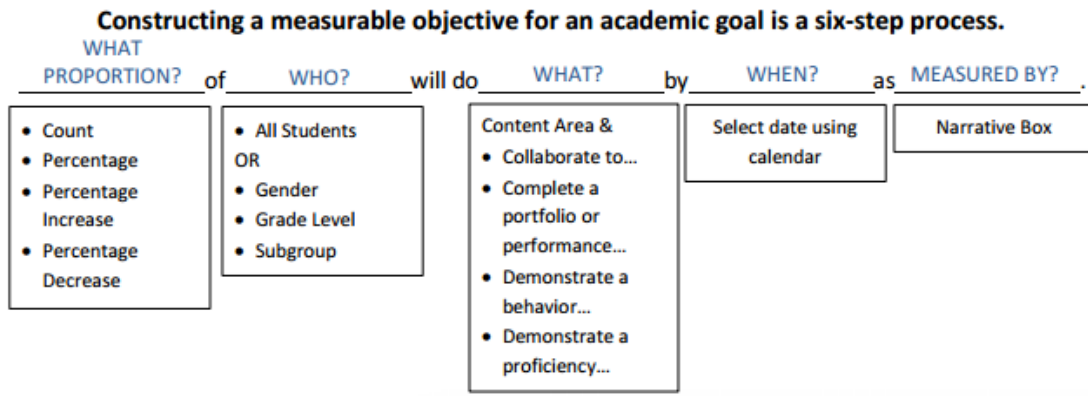 Constructing a measurable objective for an academic goal is a six-step process.
WHAT
PROPORTION? of WHO? will do WHAT? by WHEN? as MEASURED BY? .
• Count
• Percentage
• Percentage
Increase
• Percentage
Decrease
• All Students
OR
• Gender
• Grade Level
• Subgroup
Content Area &
• Collaborate to...
• Complete a
portfolio or
performance...
• Demonstrate a
behavior...
• Demonstrate a
proficiency...
Select date using
calendar
Narrative Box